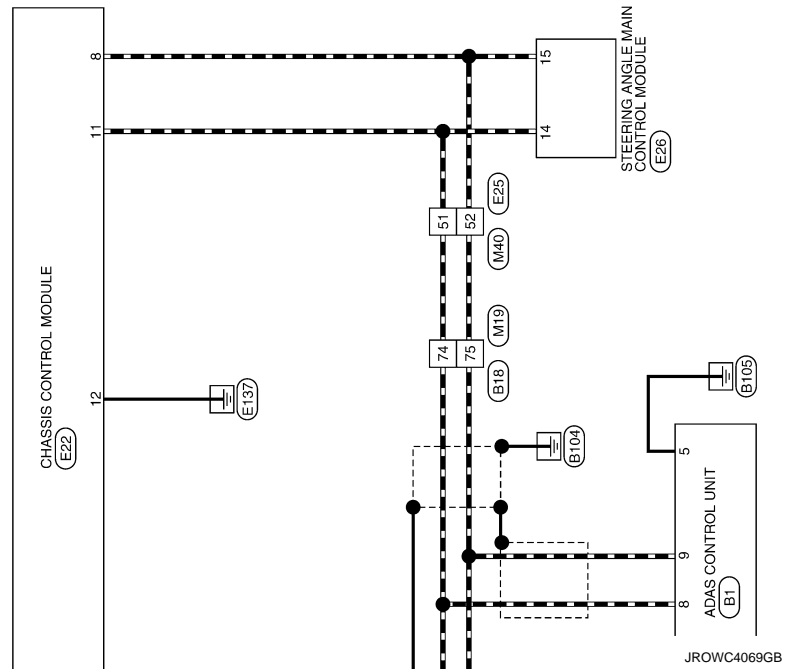 8
15
STEERING ANGLE MAIN
CONTROL MODULE
E26
11
14
51
52
E25
M40
CHASSIS CONTROL MODULE
E22
74
75
M19
B18
12
E137
B105
B104
5
ADAS CONTROL UNIT
B1
9
8
JROWC4069GB